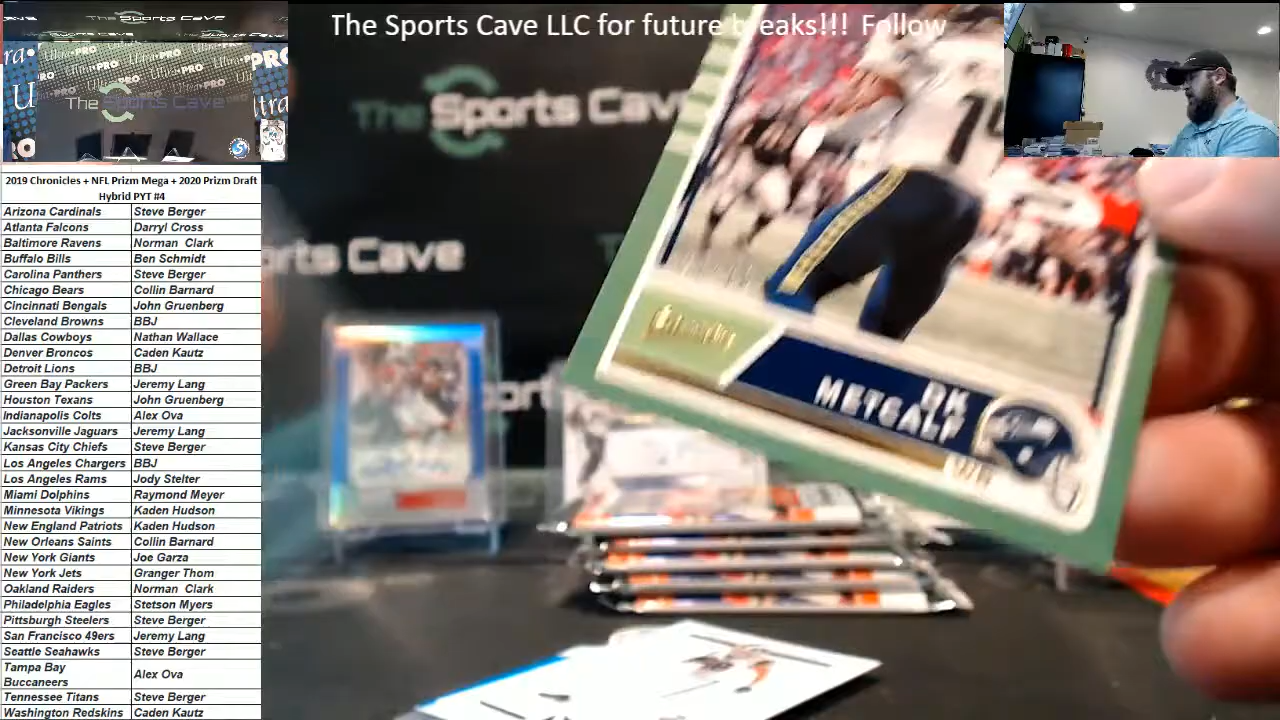 The Sports Cave LLC for future breaks!!! Follow
The Sports Cave
Ultra PRO
2019 Chronicles + NFL Prizm Mega + 2020 Prizm Draft
Hybrid PYT #4
Arizona Cardinals Steve Berger
Atlanta Falcons Darryl Cross
Baltimore Ravens Norman Clark
Buffalo Bills Ben Schmidt
Carolina Panthers Steve Berger
Chicago Bears Collin Barnard
Cincinnati Bengals John Gruenberg
Cleveland Browns BBJ
Dallas Cowboys Nathan Wallace
Denver Broncos Caden Kautz
Detroit Lions BBJ
Green Bay Packers Jeremy Lang
Houston Texans John Gruenberg
Indianapolis Colts Alex Ova
Jacksonville Jaguars Jeremy Lang
Kansas City Chiefs Steve Berger
Los Angeles Chargers BBJ
Los Angeles Rams Jody Stelter
Miami Dolphins Raymond Meyer
Minnesota Vikings Kaden Hudson
New England Patriots Kaden Hudson
New Orleans Saints Collin Barnard
New York Giants Joe Garza
New York Jets Granger Thom
Oakland Raiders Norman Clark
Philadelphia Eagles Stetson Myers
Pittsburgh Steelers Steve Berger
San Francisco 49ers Jeremy Lang
Seattle Seahawks Steve Berger
Tampa Bay
Buccaneers Alex Ova
Tennessee Titans Steve Berger
Washington Redskins Caden Kautz
The Sports Cave
orts Cave
DK
METCALF